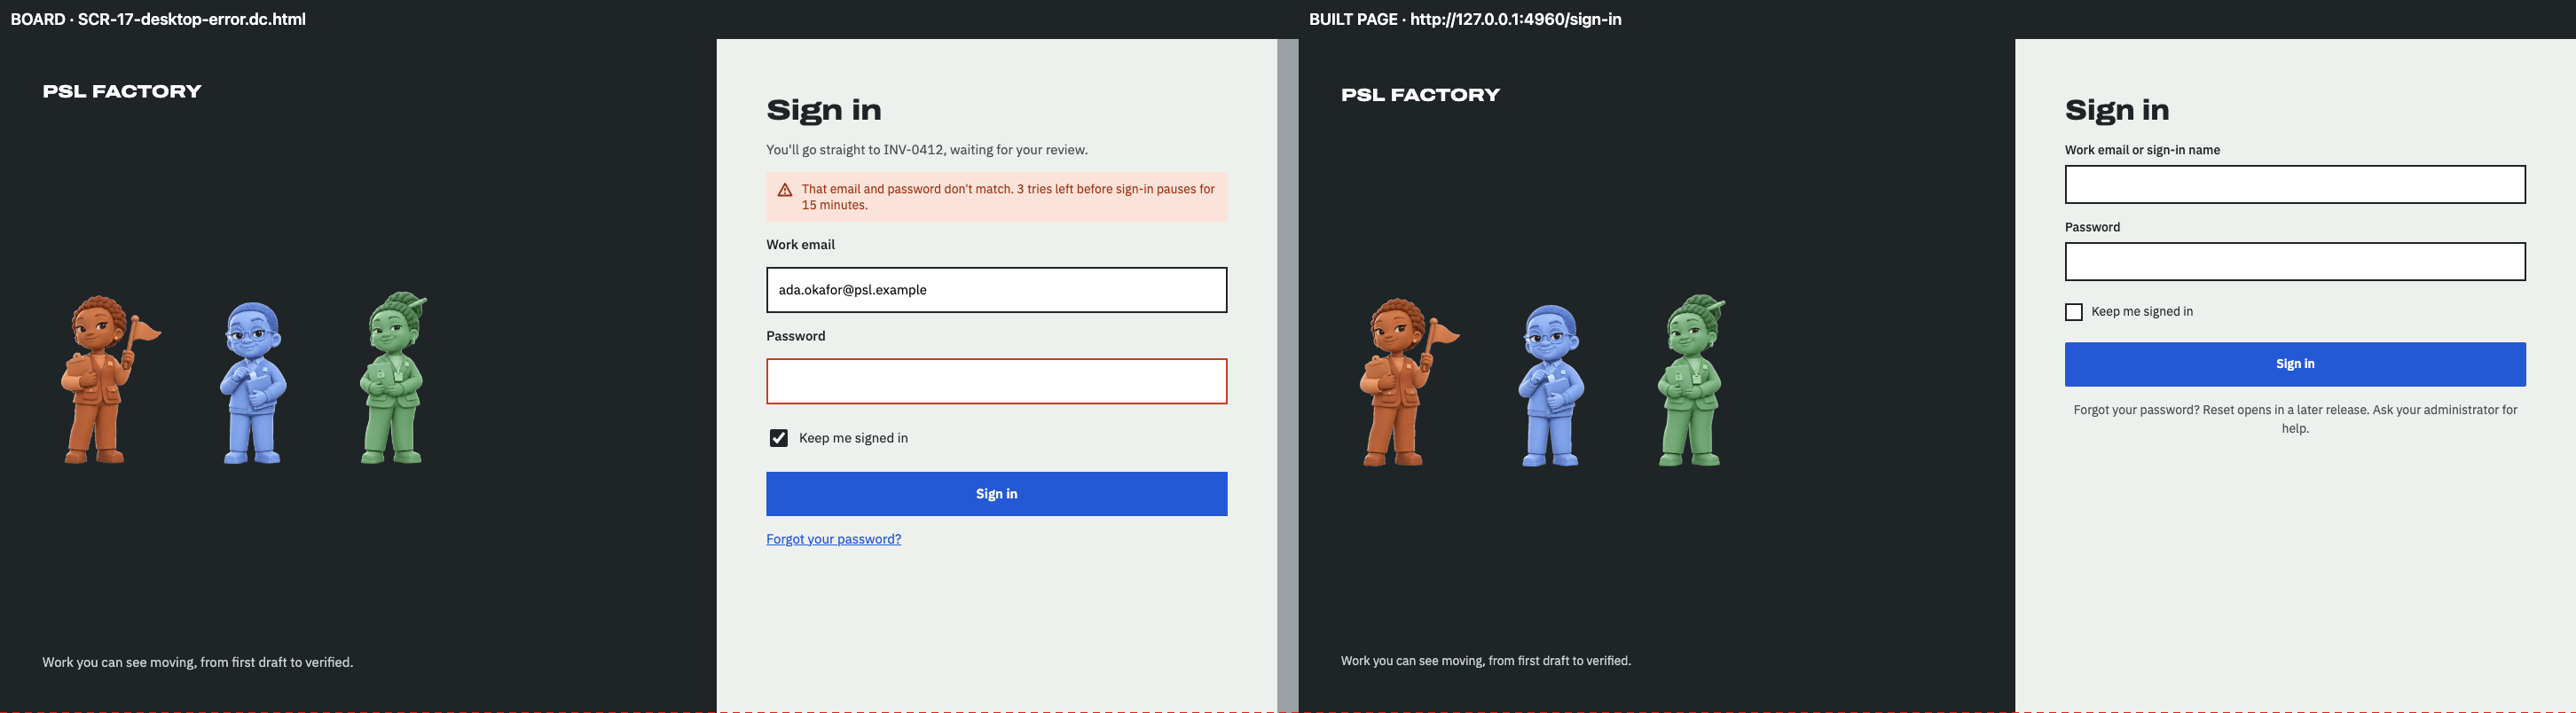 BOARD · SCR-17-desktop-error.dc.html
PSL FACTORY
Sign in
You'll go straight to INV-0412, waiting for your review.
That email and password don't match. 3 tries left before sign-in pauses for
15 minutes.
Work email
ada.okafor@psl.example
Password
Keep me signed in
Sign in
Forgot your password?
Work you can see moving, from first draft to verified.
BUILT PAGE · http://127.0.0.1:4960/sign-in
PSL FACTORY
Sign in
Work email or sign-in name
Password
Keep me signed in
Sign in
Forgot your password? Reset opens in a later release. Ask your administrator for
help.
Work you can see moving, from first draft to verified.